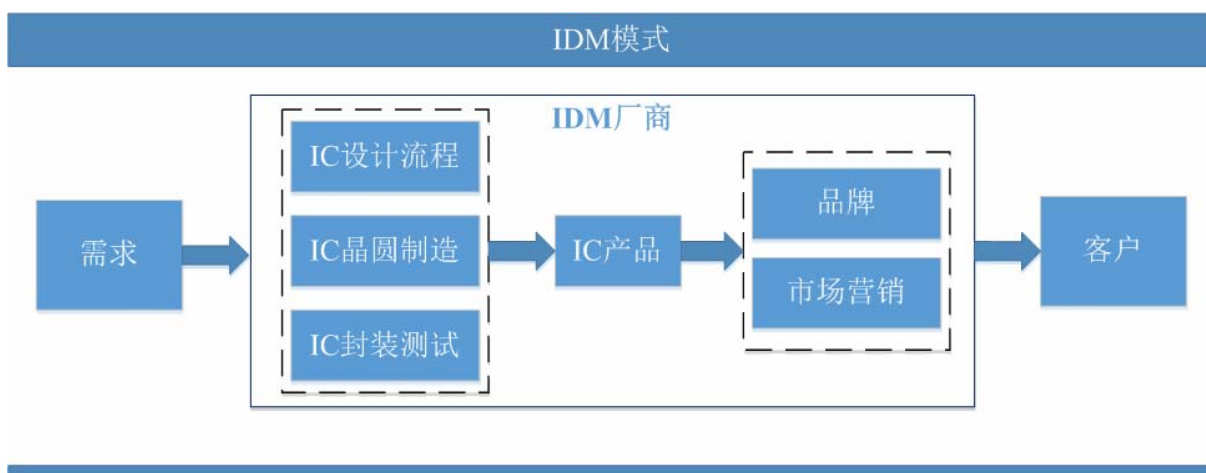 IDM模式
IDM厂商
需求
IC设计流程
IC晶圆制造
IC封装测试
IC产品
品牌
市场营销
客户